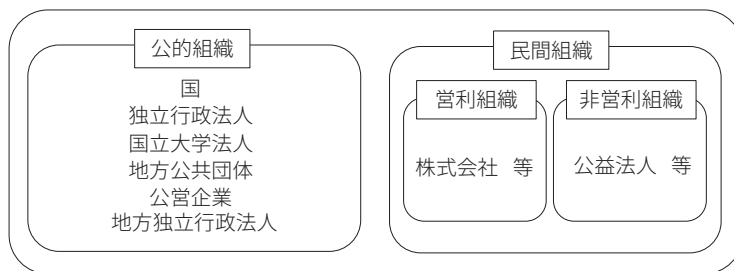 公的組織
国
独立行政法人
国立大学法人
地方公共団体
公営企業
地方独立行政法人
民間組織
営利組織
株式会社 等
非営利組織
公益法人 等